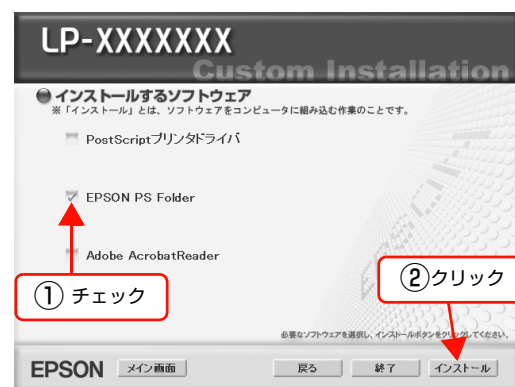 LP-XXXXXXX
Custom Installation
インストールするソフトウェア
※「インストール」とは、ソフトウェアをコンピュータに組み込む作業のことです。
PostScriptプリンタドライバ
EPSON PS Folder
Adobe AcrobatReader
① チェック
②クリック
必要なソフトウェアを選択し、インストールボタンをクリックしてください。
EPSON
メイン画面
戻る
終了
インストール
EPSON